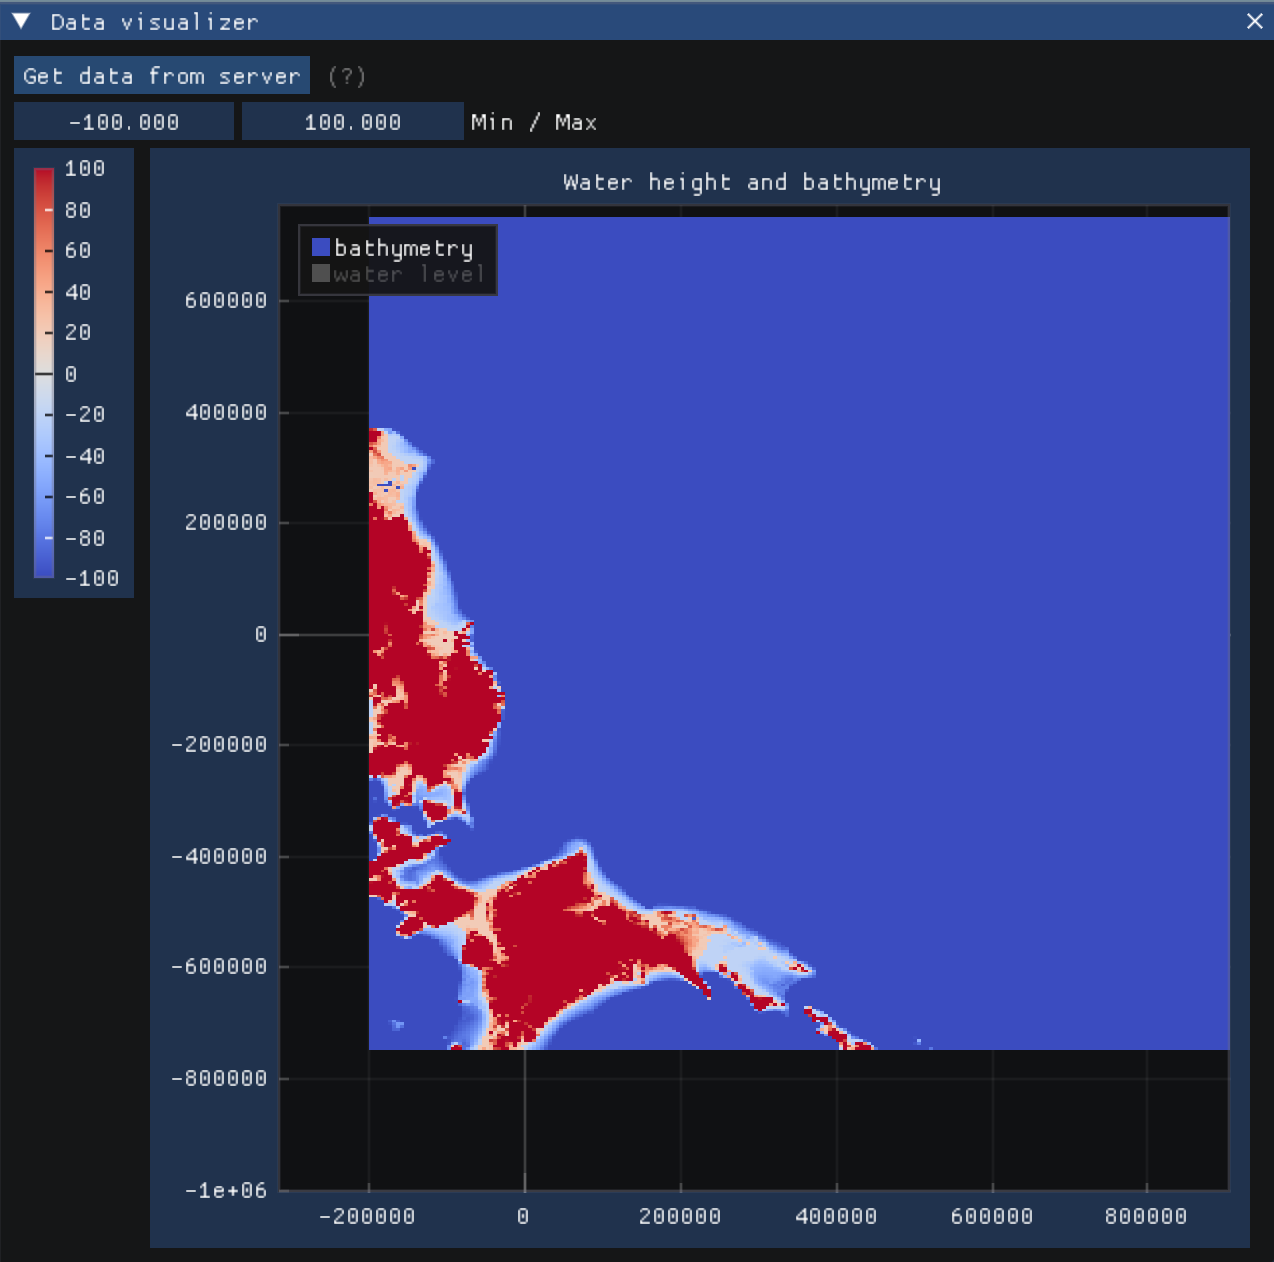 Data visualizer
Get data from server (?)
-100.000 100.000 Min / Max
100
80
60
40
20
0
-20
-40
-60
-80
-100
Water height and bathymetry
bathymetry
water level
600000
400000
200000
0
-200000
-400000
-600000
-800000
-1e+06
-200000 0 200000 400000 600000 800000